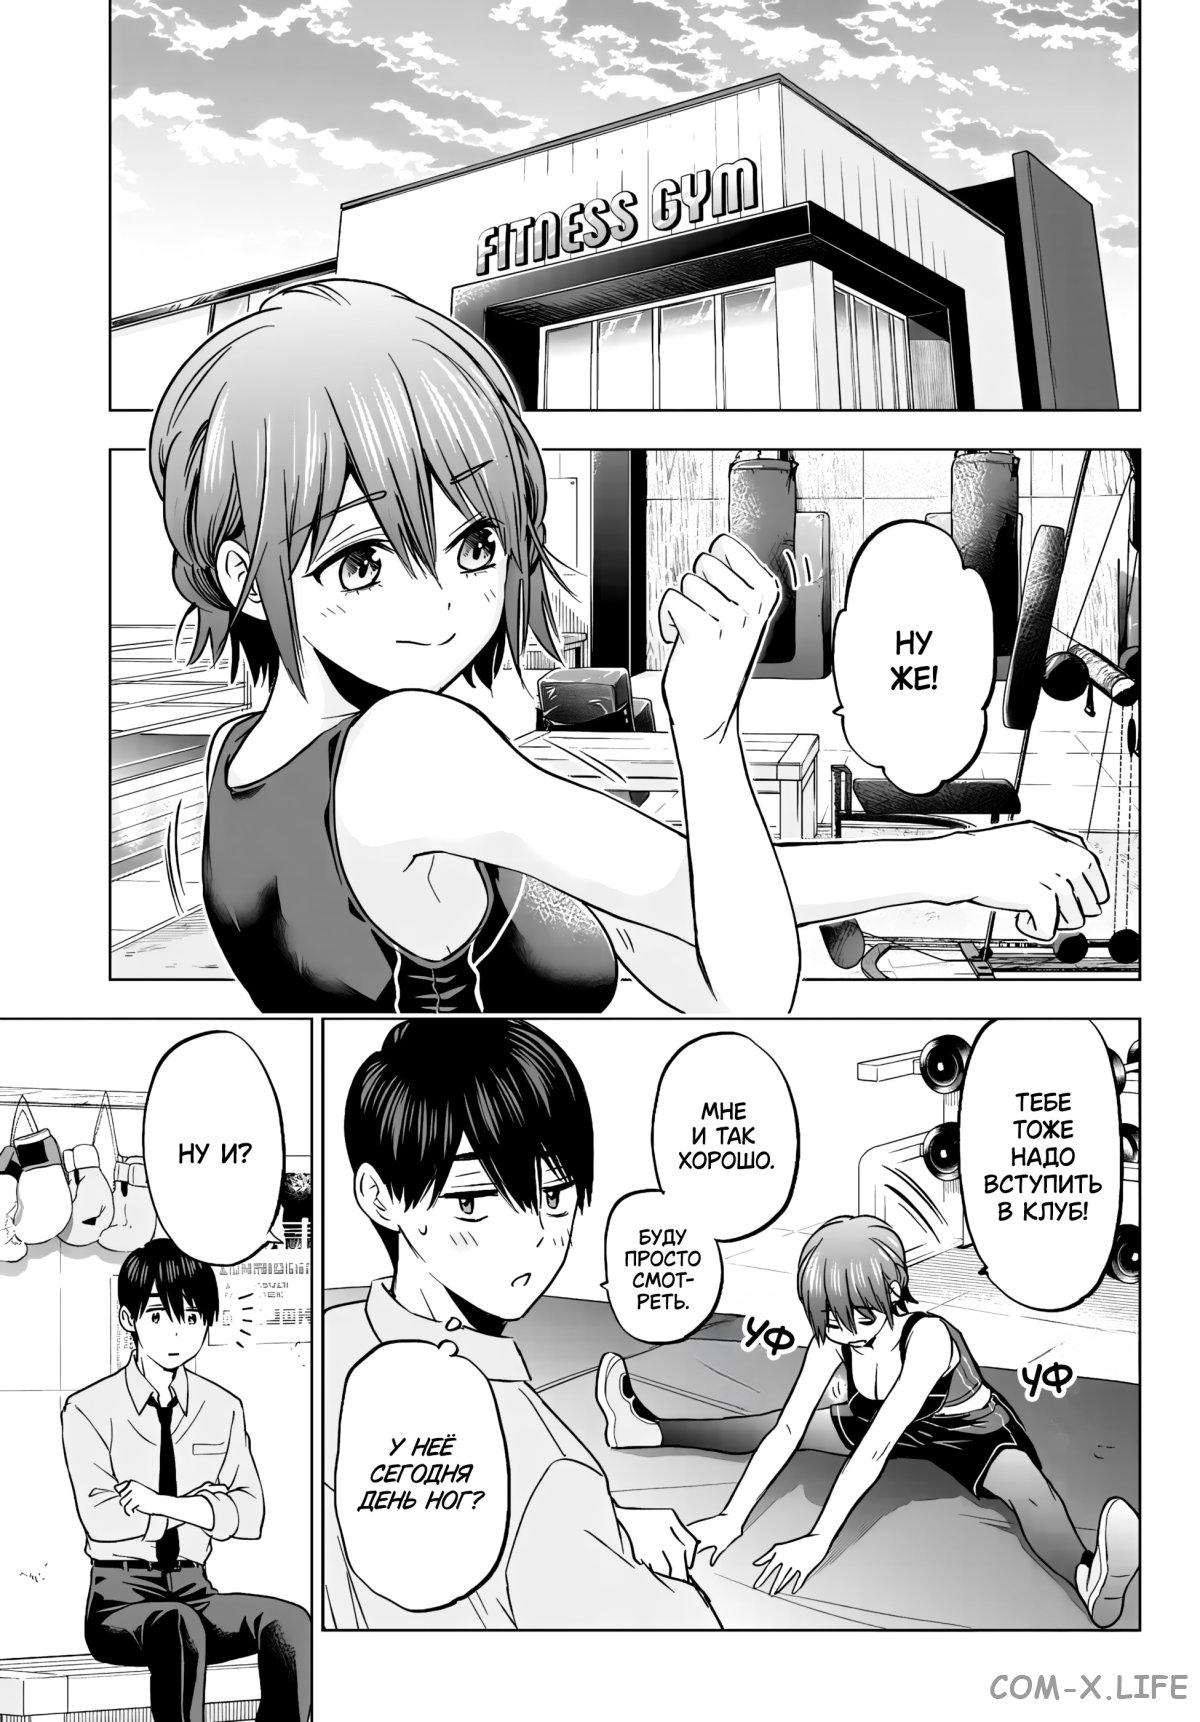 FITNESS GYM
НУ
ЖЕ!
ТЕБЕ
ТОЖЕ
НАДО
ВСТУПИТЬ
В КЛУБ!
МНЕ
И ТАК
ХОРОШО.
БУДУ
ПРОСТО
СМОТ-
РЕТЬ.
УФ
УФ
У НЕЁ
СЕГОДНЯ
ДЕНЬ НОГ?
НУ И?
COM-X.LIFE